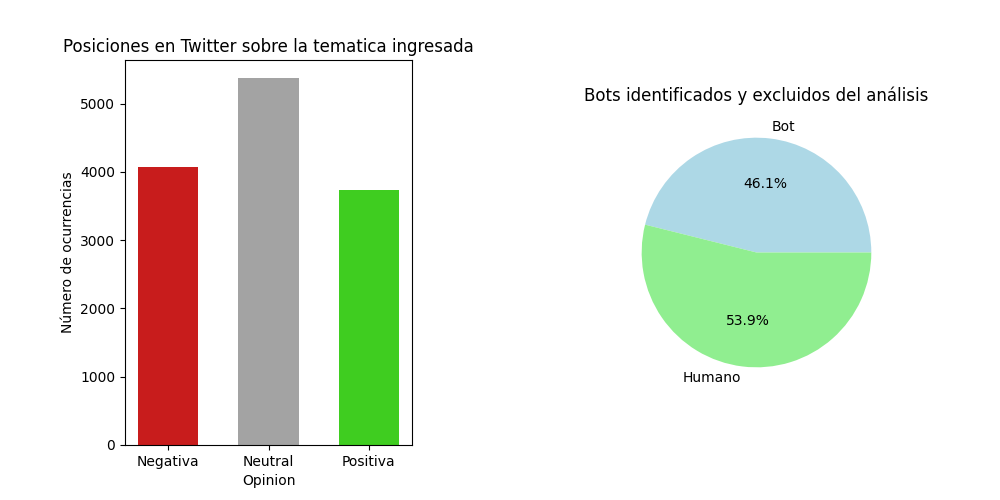 Posiciones en Twitter sobre la tematica ingresada
Número de ocurrencias
5000
4000
3000
2000
1000
0
Negativa
Neutral
Positiva
Opinion
Bots identificados y excluidos del análisis
Bot
46.1%
53.9%
Humano